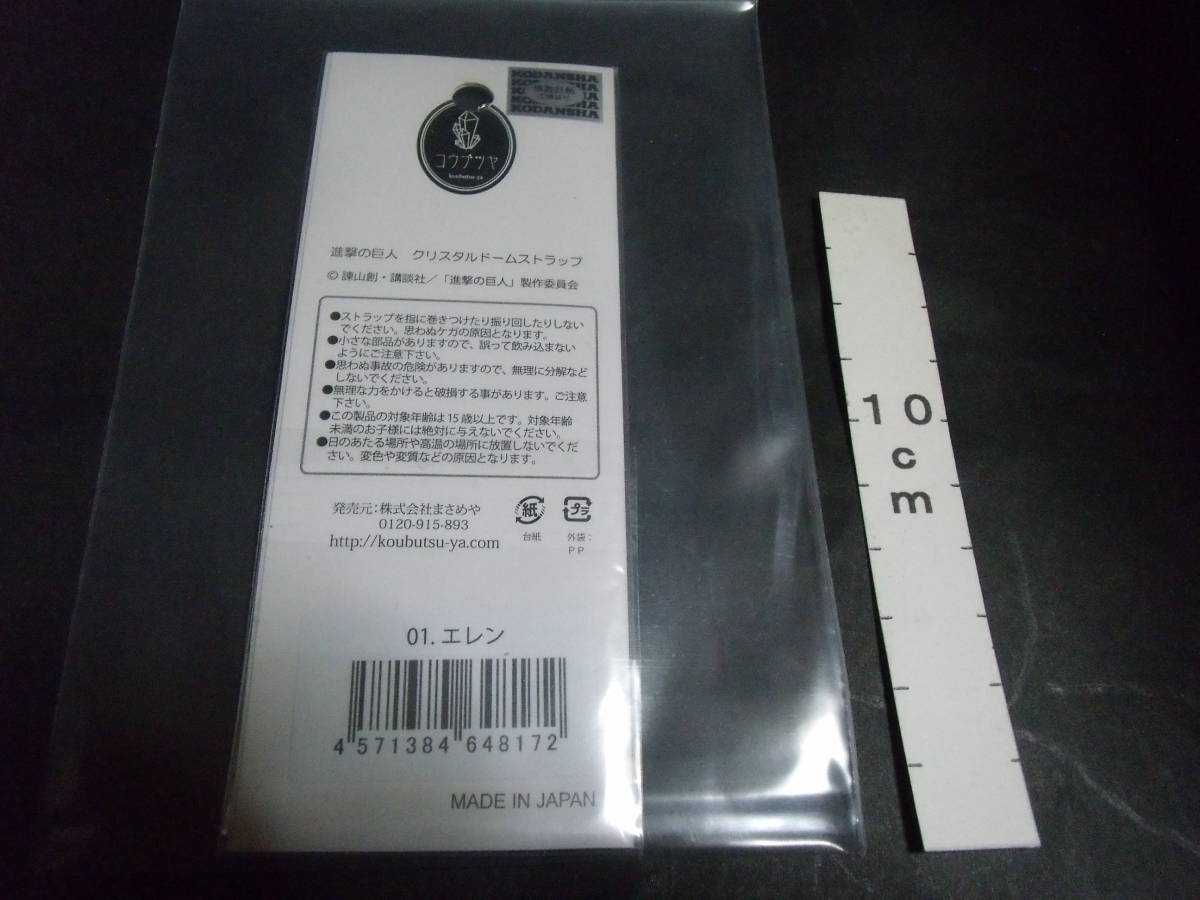 KODANSHA
KODANSHA
KODANSHA
KODANSHA
コウブツヤ
koubutsu-ya
進撃の巨人 クリスタルドームストラップ
© 諫山創・講談社／「進撃の巨人」製作委員会
●ストラップを指に巻きつけたり振り回したりしない
でください。思わぬケガの原因となります。
●小さな部品がありますので、誤って飲み込まない
ようにご注意下さい。
●思わぬ事故の危険がありますので、無理に分解など
しないでください。
●無理な力をかけると破損する事があります。ご注意
下さい。
●この製品の対象年齢は15歳以上です。対象年齢
未満のお子様には絶対に与えないでください。
●日のあたる場所や高温の場所に放置しないでくだ
さい。変色や変質などの原因となります。
発売元：株式会社まさめや
0120-915-893
http://koubutsu-ya.com
紙
台紙
プラ
外袋：
PP
01. エレン
4 571384 648172
MADE IN JAPAN
10
cm